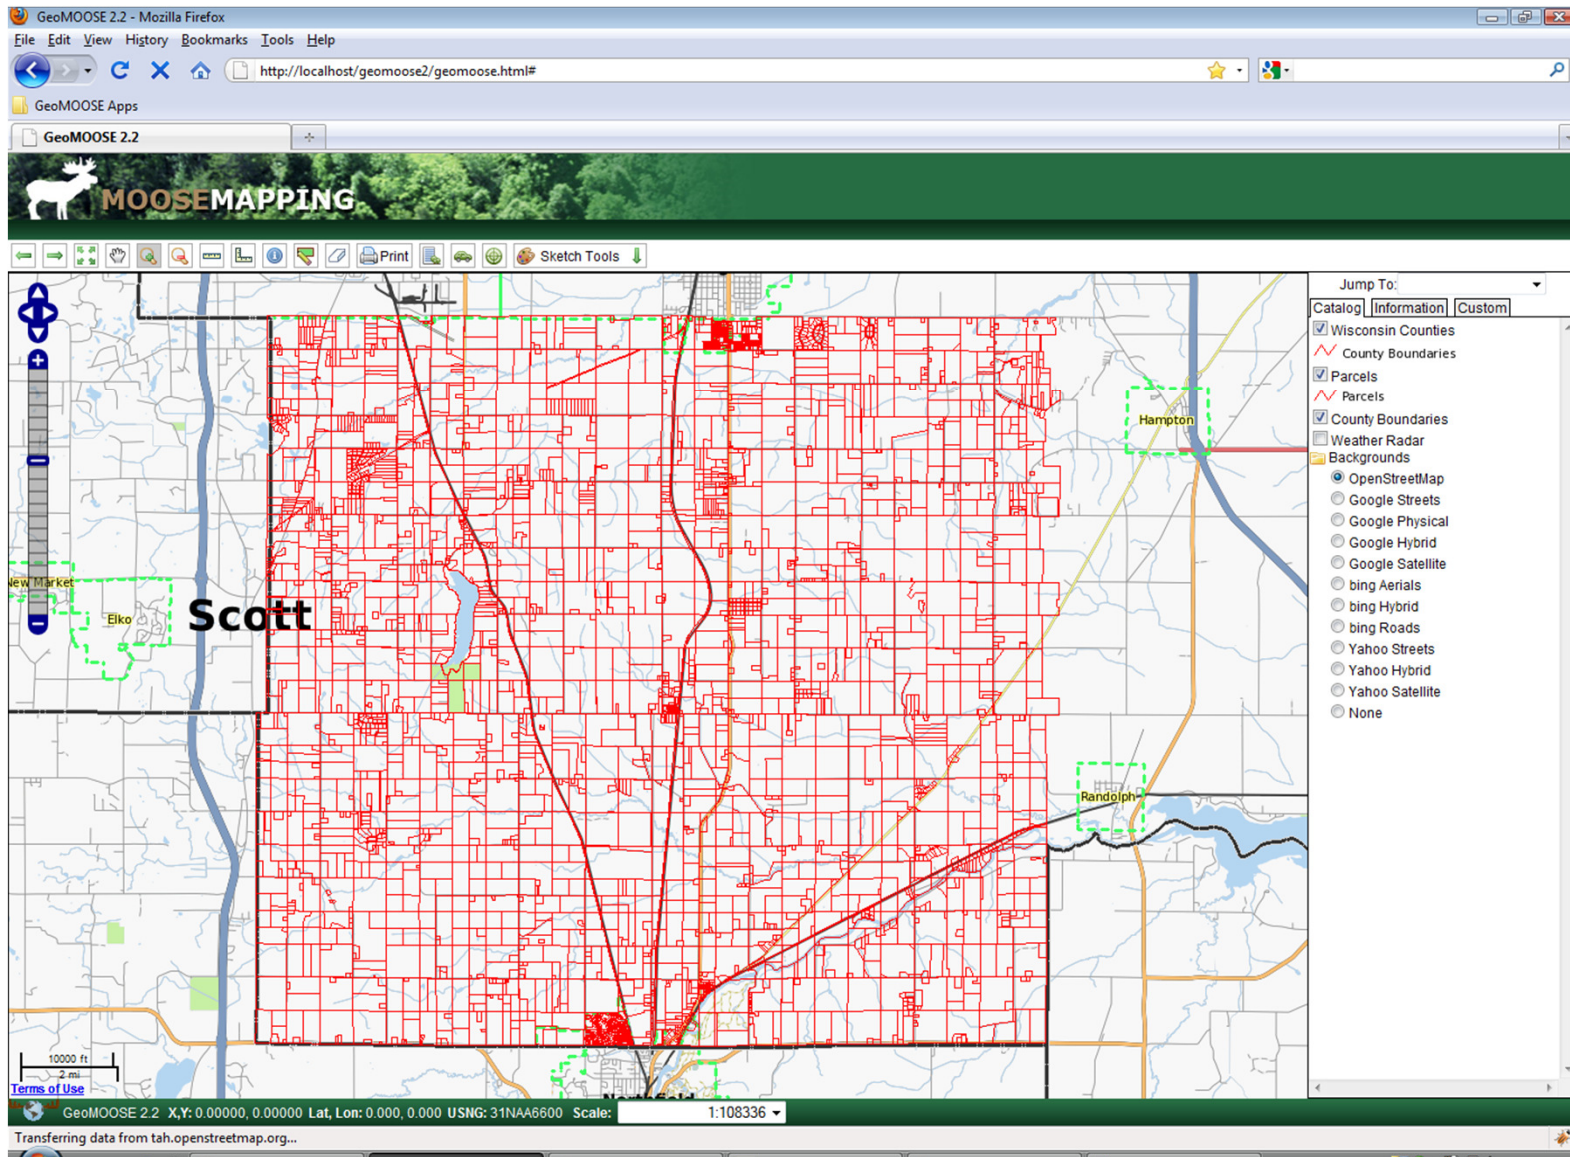 GeoMOOSE 2.2 - Mozilla Firefox
File Edit View History Bookmarks Tools Help
http://localhost/geomoose2/geomoose.html#
GeoMOOSE Apps
GeoMOOSE 2.2
MOOSEMAPPING
Print
Sketch Tools
Jump To:
Catalog Information Custom
Wisconsin Counties
County Boundaries
Parcels
Parcels
County Boundaries
Weather Radar
Backgrounds
OpenStreetMap
Google Streets
Google Physical
Google Hybrid
Google Satellite
bing Aerials
bing Hybrid
bing Roads
Yahoo Streets
Yahoo Hybrid
Yahoo Satellite
None
Hampton
New Market
Elko
Scott
Randolph
Northfield
10000 ft
2 mi
Terms of Use
GeoMOOSE 2.2 X,Y: 0.00000, 0.00000 Lat, Lon: 0.000, 0.000 USNG: 31NAA6600 Scale: 1:108336
Transferring data from tah.openstreetmap.org...